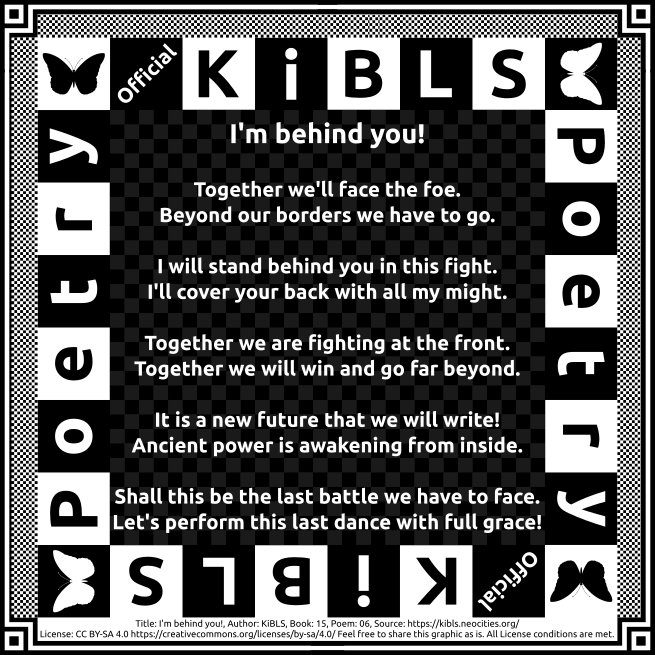 Official KiBLS
Poetry
Poetry
I'm behind you!
Together we'll face the foe.
Beyond our borders we have to go.
I will stand behind you in this fight.
I'll cover your back with all my might.
Together we are fighting at the front.
Together we will win and go far beyond.
It is a new future that we will write!
Ancient power is awakening from inside.
Shall this be the last battle we have to face.
Let's perform this last dance with full grace!
Official KiBLS
Title: I'm behind you!, Author: KiBLS, Book: 15, Poem: 06, Source: https://kibls.neocities.org/
License: CC BY-SA 4.0 https://creativecommons.org/licenses/by-sa/4.0/ Feel free to share this graphic as is. All License conditions are met.